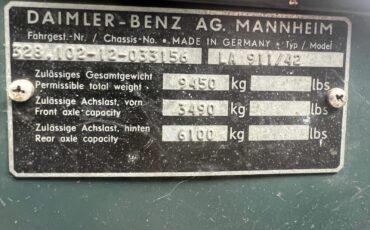 DAIMLER-BENZ AG. MANNHEIM
Fahrgest.-Nr. / Chassis-No. • MADE IN GERMANY • Typ / Model
328.102-12-033156 LA 911/42
Zulässiges Gesamtgewicht
Permissible total weight 9450 kg lbs
Zulässige Achslast, vorn
Front axle capacity 3490 kg lbs
Zulässige Achslast, hinten
Rear axle capacity 6100 kg lbs